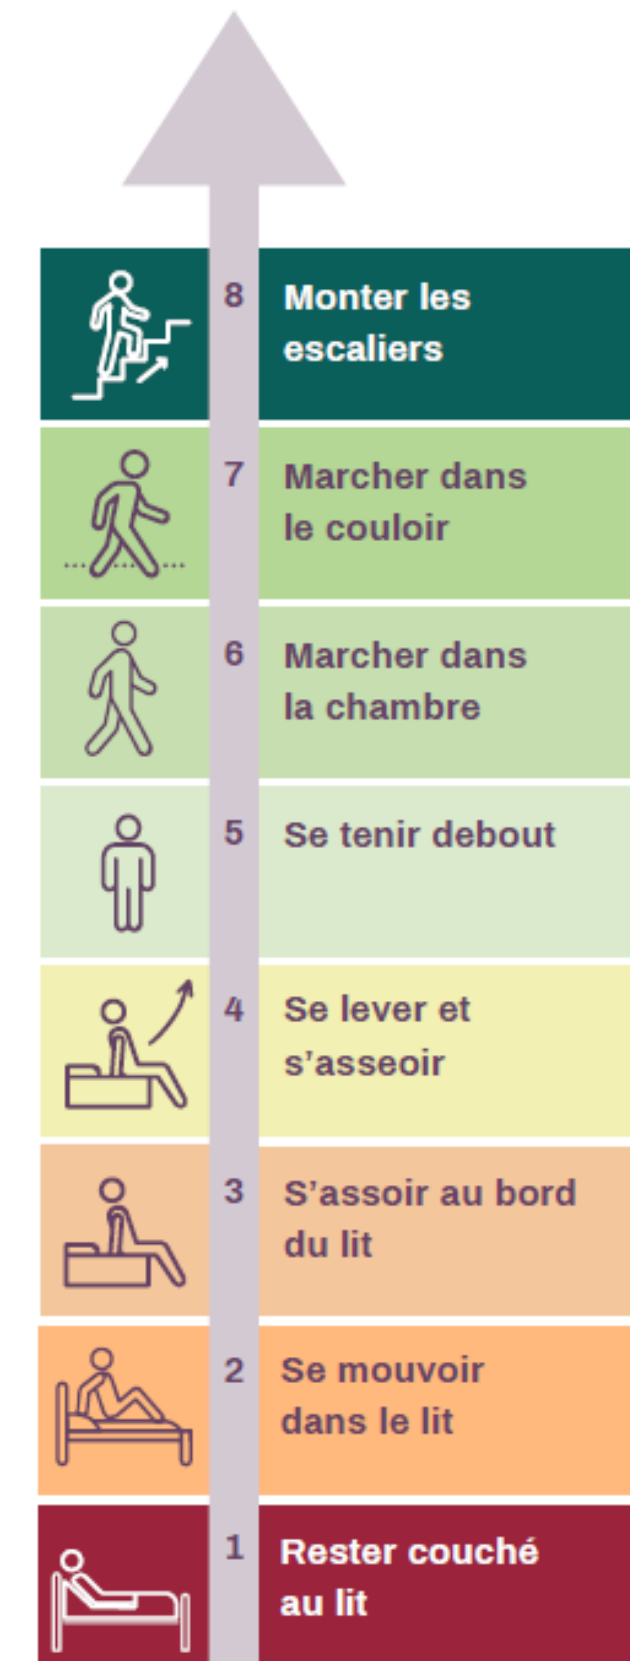 8
Monter les
escaliers
7
Marcher dans
le couloir
6
Marcher dans
la chambre
5
Se tenir debout
4
Se lever et
s’asseoir
3
S’assoir au bord
du lit
2
Se mouvoir
dans le lit
1
Rester couché
au lit